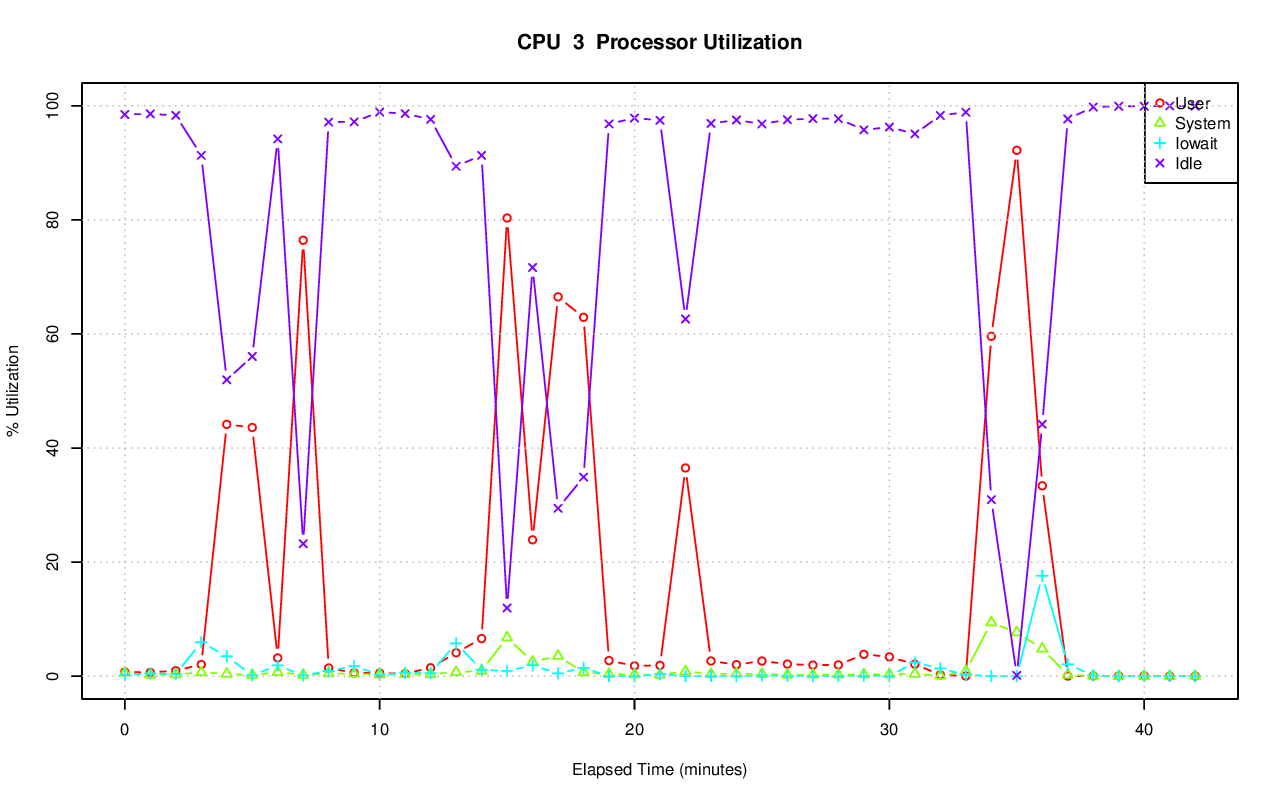 CPU 3 Processor Utilization
100
80
60
40
20
0
% Utilization
User
System
Iowait
Idle
0 10 20 30 40
Elapsed Time (minutes)